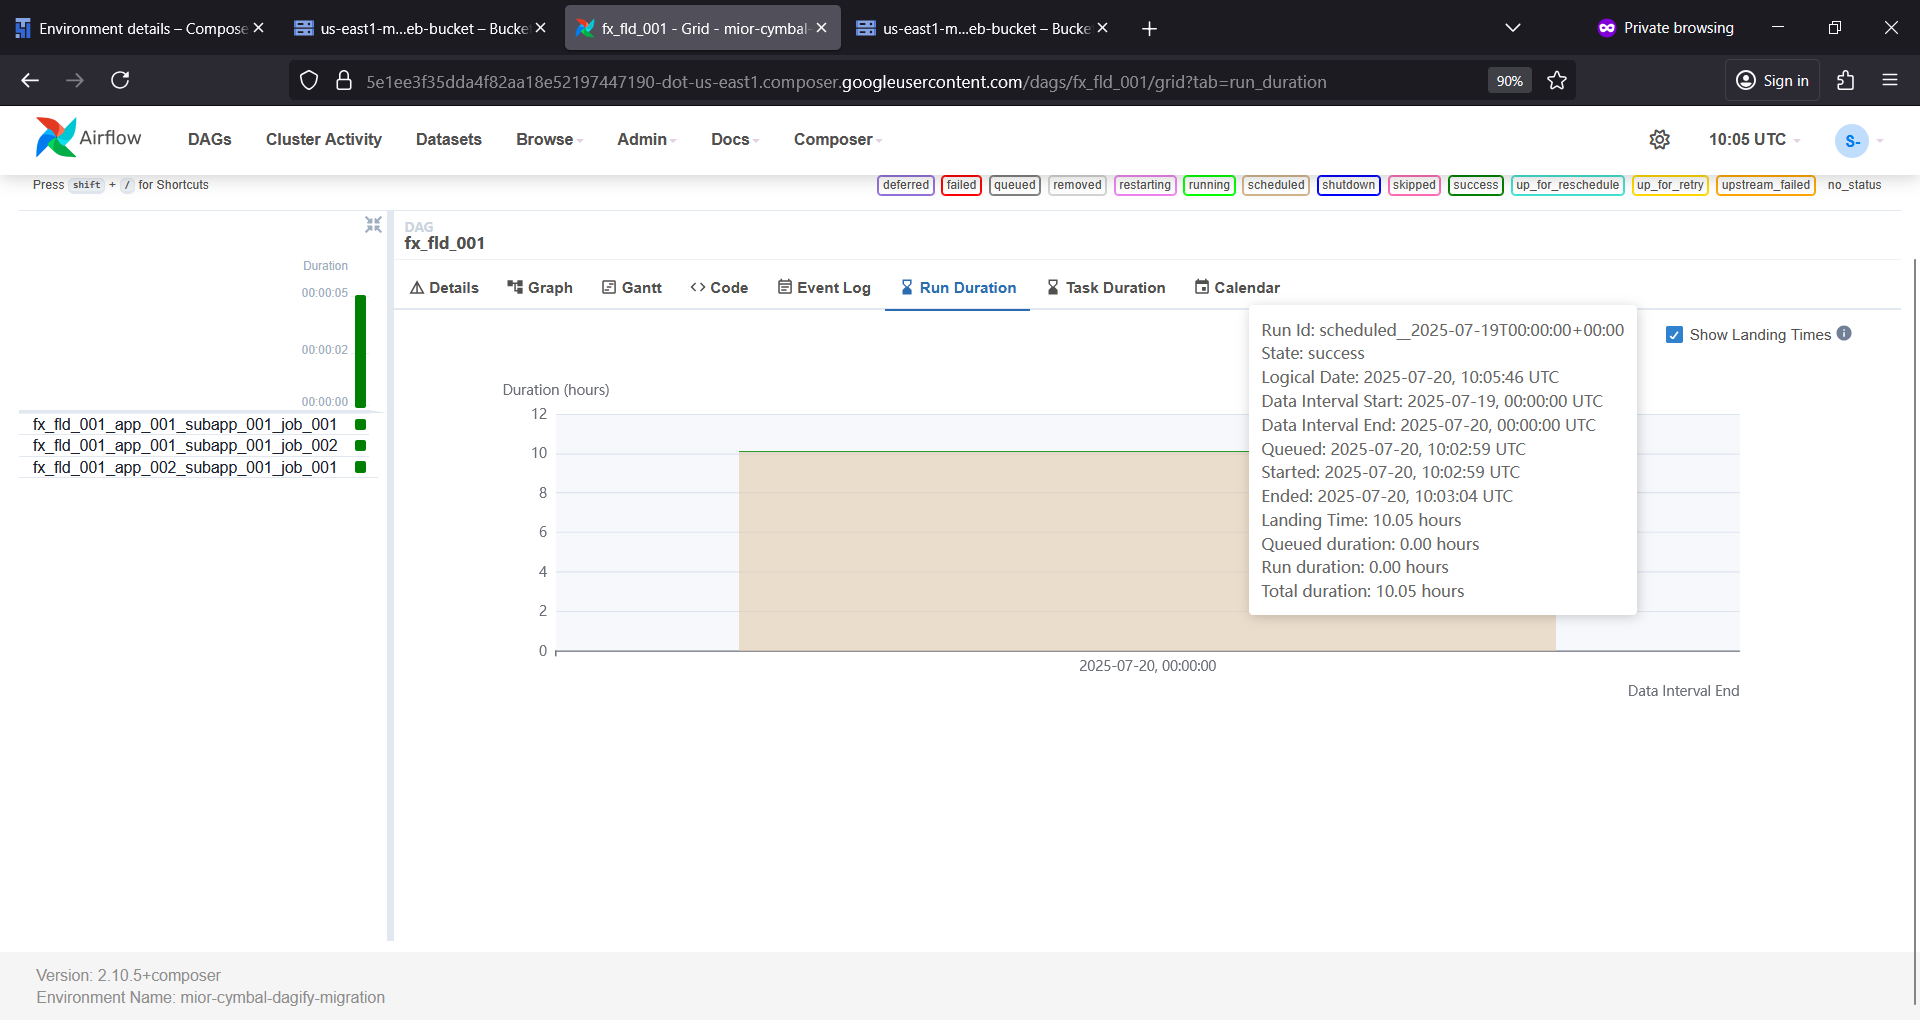 Environment details – Compose
us-east1-m...eb-bucket – Bucke
fx_fld_001 - Grid - mior-cymbal-
us-east1-m...eb-bucket – Bucke
Private browsing
5e1ee3f35dda4f82aa18e52197447190-dot-us-east1.composer.googleusercontent.com/dags/fx_fld_001/grid?tab=run_duration
90%
Sign in
Airflow
DAGs
Cluster Activity
Datasets
Browse
Admin
Docs
Composer
10:05 UTC
S-
Press shift + / for Shortcuts
deferred
failed
queued
removed
restarting
running
scheduled
shutdown
skipped
success
up_for_reschedule
up_for_retry
upstream_failed
no_status
DAG
fx_fld_001
Duration
00:00:05
00:00:02
00:00:00
fx_fld_001_app_001_subapp_001_job_001
fx_fld_001_app_001_subapp_001_job_002
fx_fld_001_app_002_subapp_001_job_001
Details
Graph
Gantt
Code
Event Log
Run Duration
Task Duration
Calendar
Show Landing Times
Run Id: scheduled__2025-07-19T00:00:00+00:00
State: success
Logical Date: 2025-07-20, 10:05:46 UTC
Data Interval Start: 2025-07-19, 00:00:00 UTC
Data Interval End: 2025-07-20, 00:00:00 UTC
Queued: 2025-07-20, 10:02:59 UTC
Started: 2025-07-20, 10:02:59 UTC
Ended: 2025-07-20, 10:03:04 UTC
Landing Time: 10.05 hours
Queued duration: 0.00 hours
Run duration: 0.00 hours
Total duration: 10.05 hours
Duration (hours)
12
10
8
6
4
2
0
2025-07-20, 00:00:00
Data Interval End
Version: 2.10.5+composer
Environment Name: mior-cymbal-dagify-migration